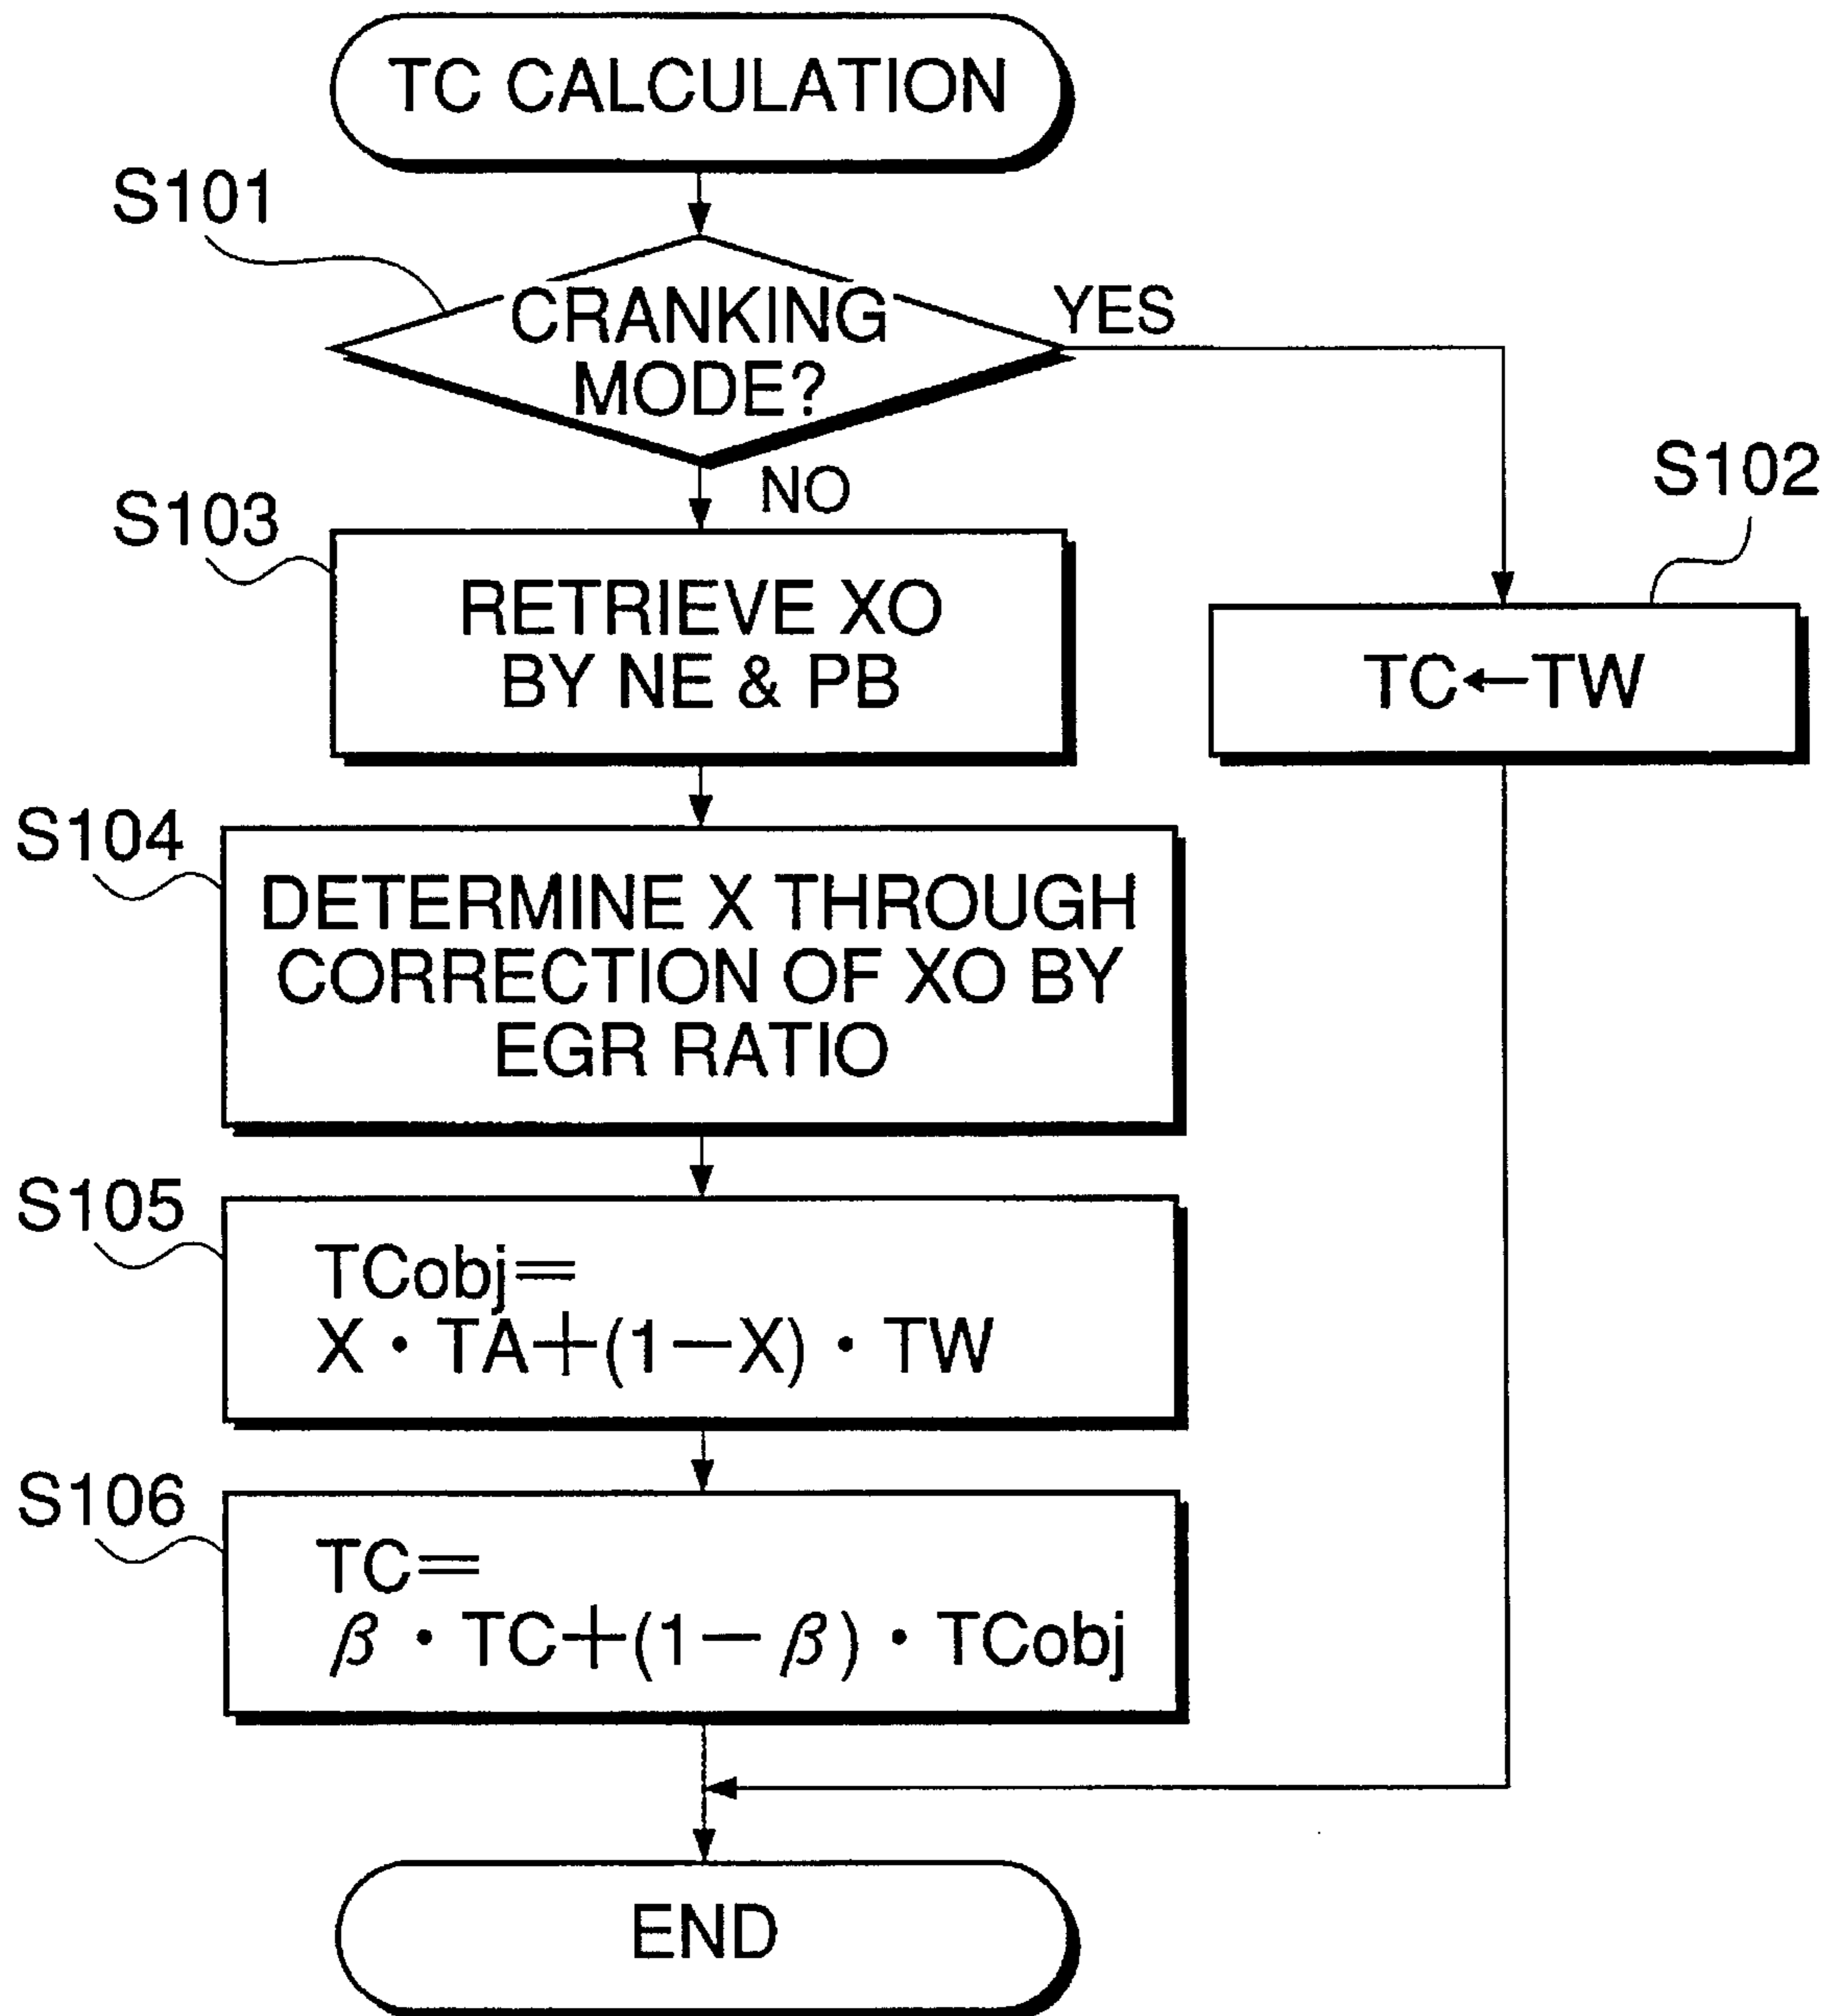 TC CALCULATION
S101
CRANKING
MODE?
YES
NO
S102
TC←TW
S103
RETRIEVE XO
BY NE & PB
S104
DETERMINE X THROUGH
CORRECTION OF XO BY
EGR RATIO
S105
TCobj=
X · TA+(1−X) · TW
S106
TC=
β · TC+(1− β) · TCobj
END